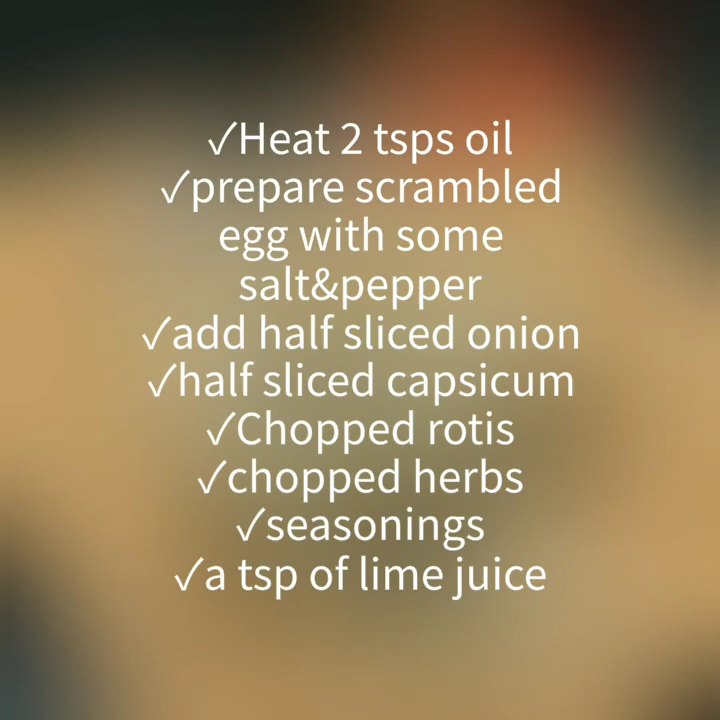 ✓Heat 2 tsps oil
✓prepare scrambled
egg with some
salt&pepper
✓add half sliced onion
✓half sliced capsicum
✓Chopped rotis
✓chopped herbs
✓seasonings
✓a tsp of lime juice